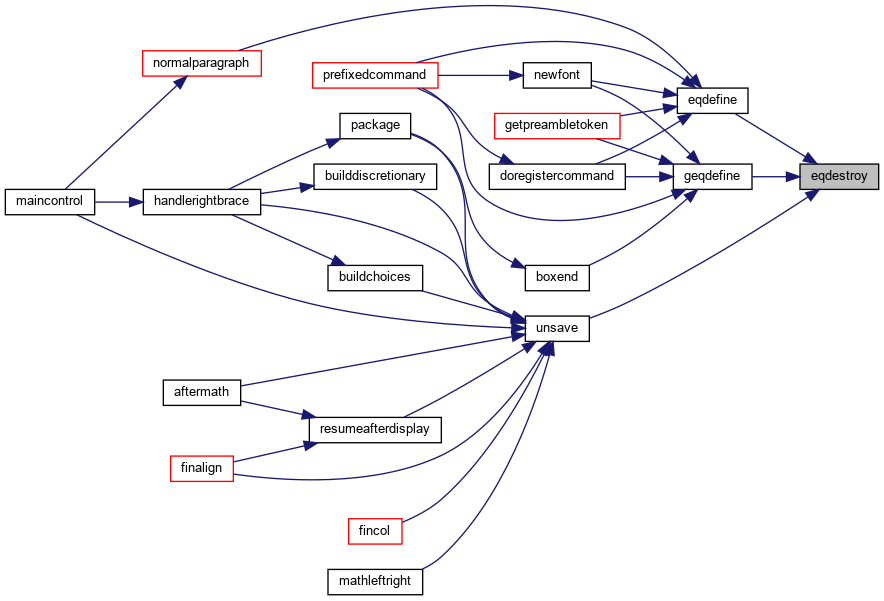 normalparagraph
prefixedcommand
newfont
eqdefine
package
getpreambletoken
builddiscretionary
doregistercommand
geqdefine
eqdestroy
maincontrol
handlerightbrace
buildchoices
boxend
unsave
aftermath
resumeafterdisplay
finalign
fincol
mathleftright